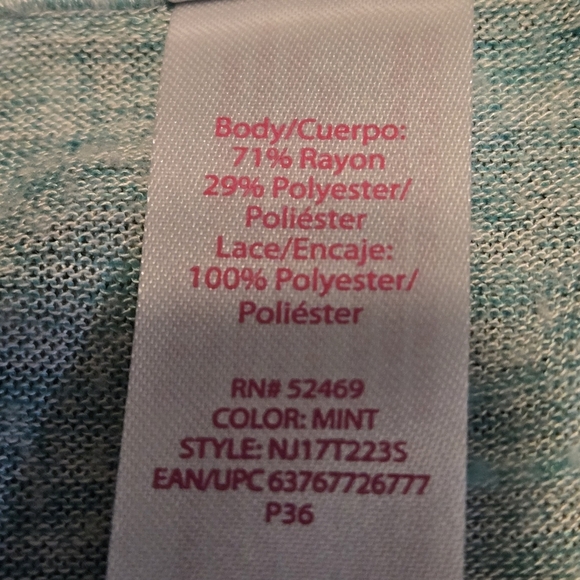 Body/Cuerpo:
71% Rayon
29% Polyester/
Poliéster
Lace/Encaje:
100% Polyester/
Poliéster
RN# 52469
COLOR: MINT
STYLE: NJ17T223S
EAN/UPC 63767726777
P36